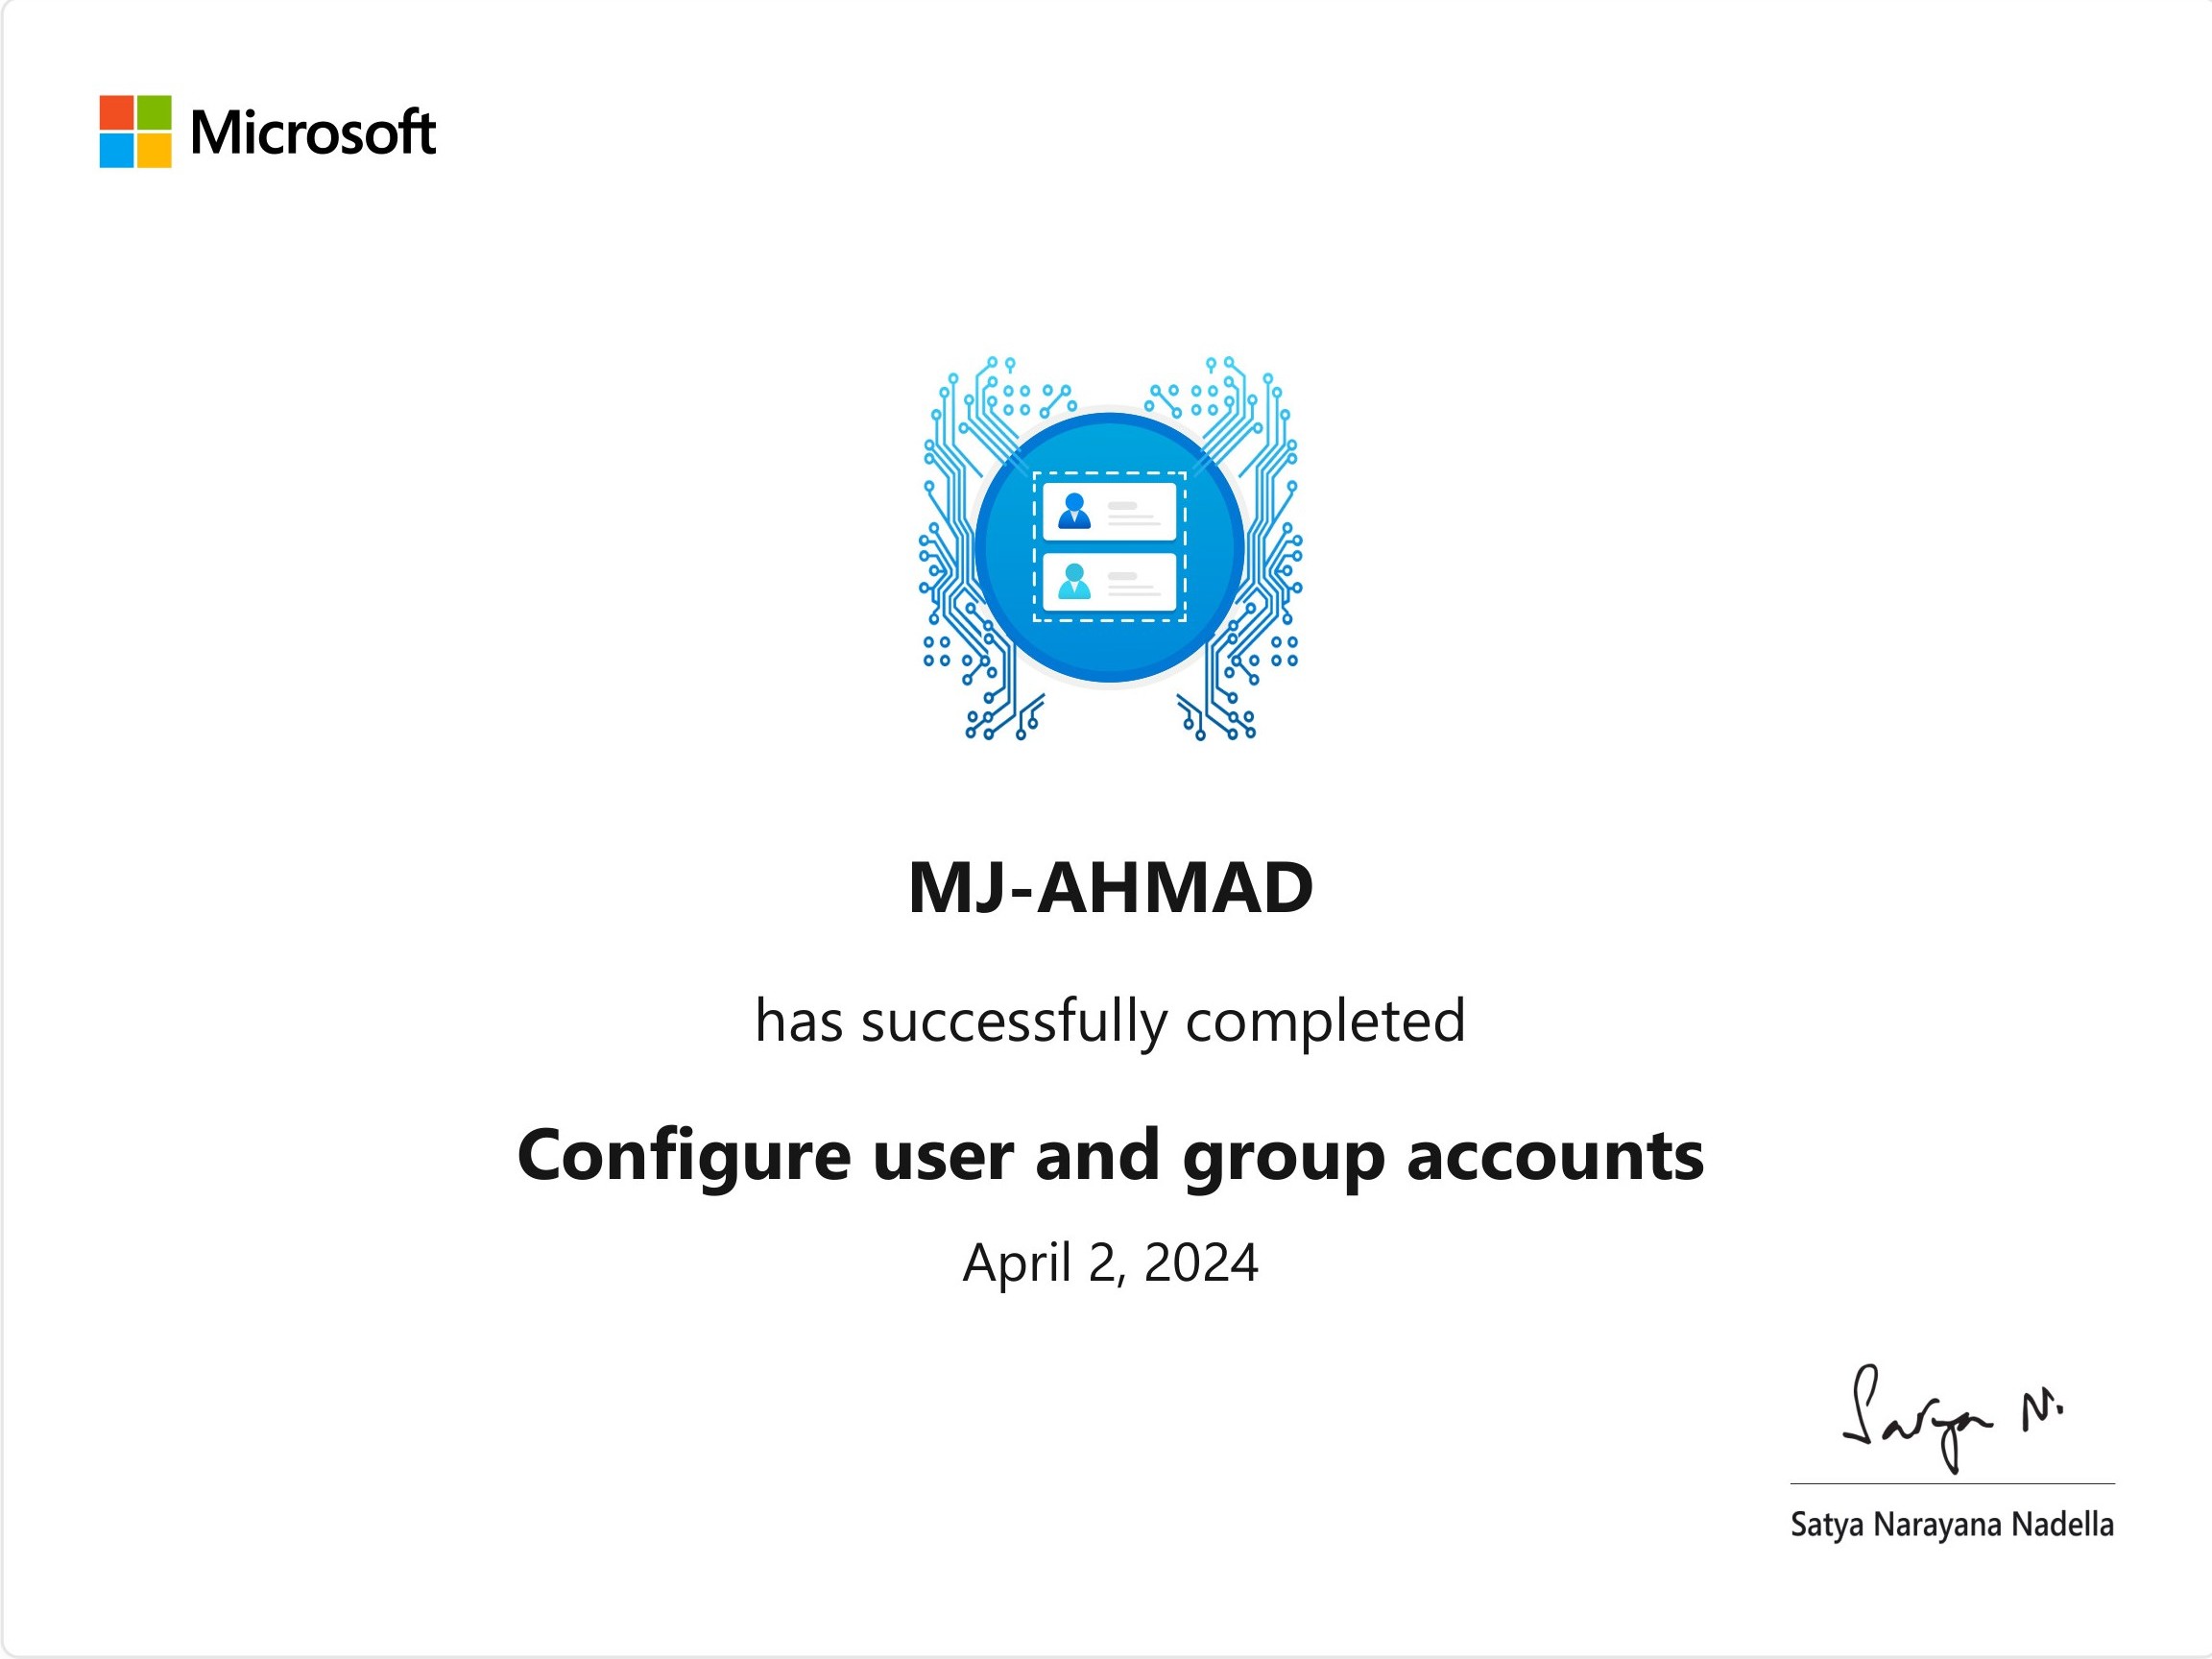 Microsoft
MJ-AHMAD
has successfully completed
Configure user and group accounts
April 2, 2024
Satya N.
Satya Narayana Nadella